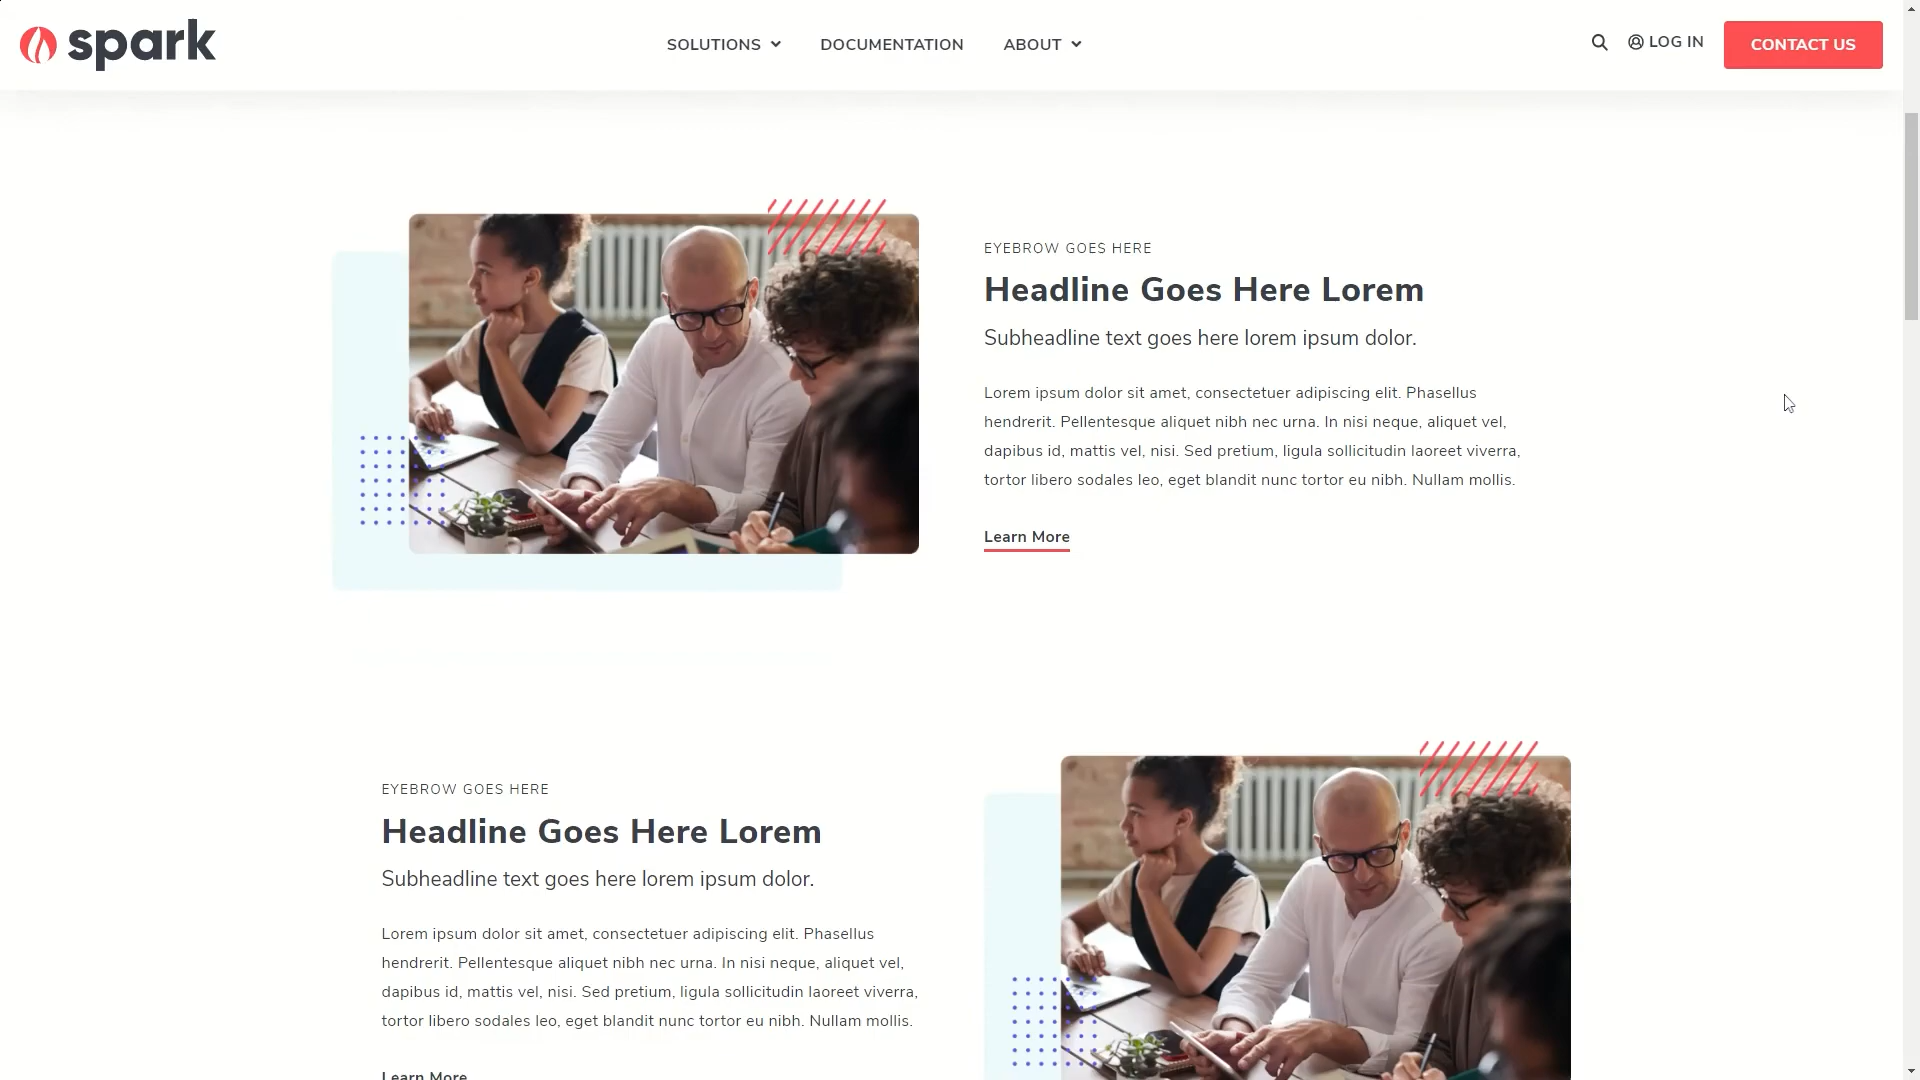 spark
SOLUTIONS
DOCUMENTATION
ABOUT
LOG IN
CONTACT US
EYEBROW GOES HERE
Headline Goes Here Lorem
Subheadline text goes here lorem ipsum dolor.
Lorem ipsum dolor sit amet, consectetuer adipiscing elit. Phasellus
hendrerit. Pellentesque aliquet nibh nec urna. In nisi neque, aliquet vel,
dapibus id, mattis vel, nisi. Sed pretium, ligula sollicitudin laoreet viverra,
tortor libero sodales leo, eget blandit nunc tortor eu nibh. Nullam mollis.
Learn More
EYEBROW GOES HERE
Headline Goes Here Lorem
Subheadline text goes here lorem ipsum dolor.
Lorem ipsum dolor sit amet, consectetuer adipiscing elit. Phasellus
hendrerit. Pellentesque aliquet nibh nec urna. In nisi neque, aliquet vel,
dapibus id, mattis vel, nisi. Sed pretium, ligula sollicitudin laoreet viverra,
tortor libero sodales leo, eget blandit nunc tortor eu nibh. Nullam mollis.
Learn More